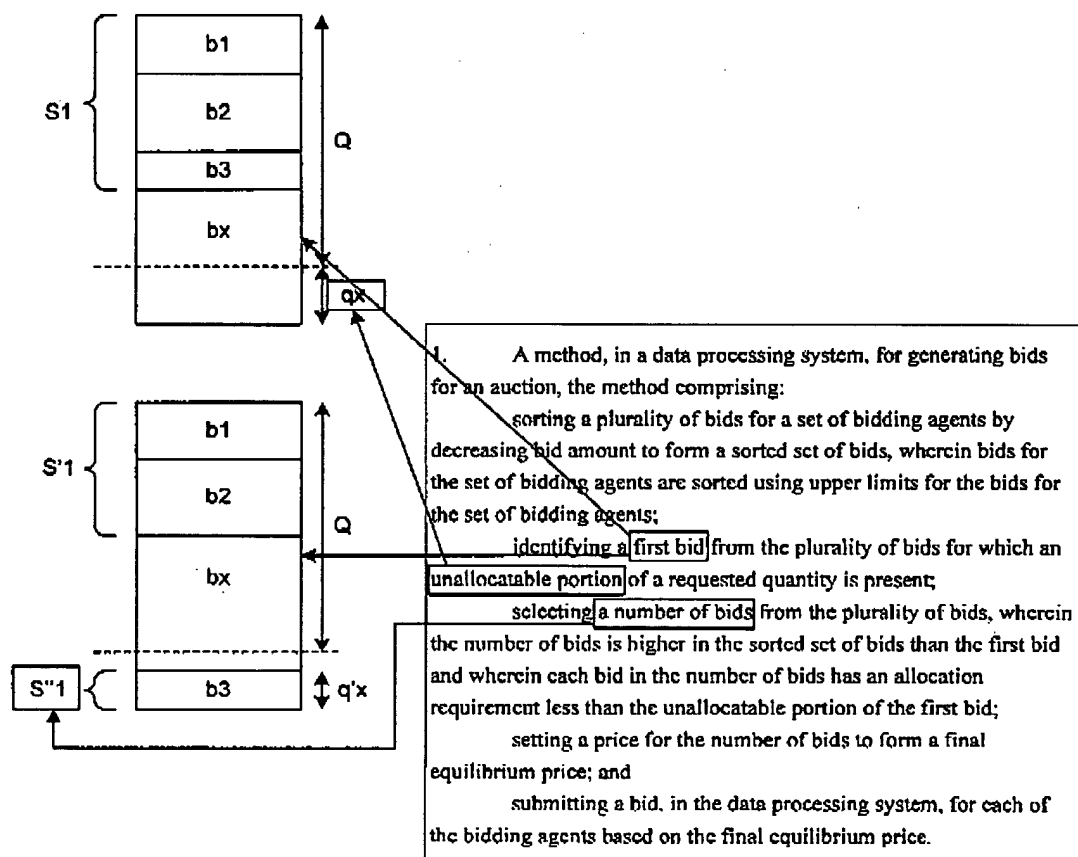 b1
S1
b2
Q
b3
bx
qx
1. A method, in a data processing system, for generating bids
for an auction, the method comprising:
sorting a plurality of bids for a set of bidding agents by
decreasing bid amount to form a sorted set of bids, wherein bids for
the set of bidding agents are sorted using upper limits for the bids for
the set of bidding agents;
identifying a first bid from the plurality of bids for which an
unallocatable portion of a requested quantity is present;
selecting a number of bids from the plurality of bids, wherein
the number of bids is higher in the sorted set of bids than the first bid
and wherein each bid in the number of bids has an allocation
requirement less than the unallocatable portion of the first bid;
setting a price for the number of bids to form a final
equilibrium price; and
submitting a bid, in the data processing system, for each of
the bidding agents based on the final equilibrium price.
b1
S'1
b2
Q
bx
S"1
b3
q'x